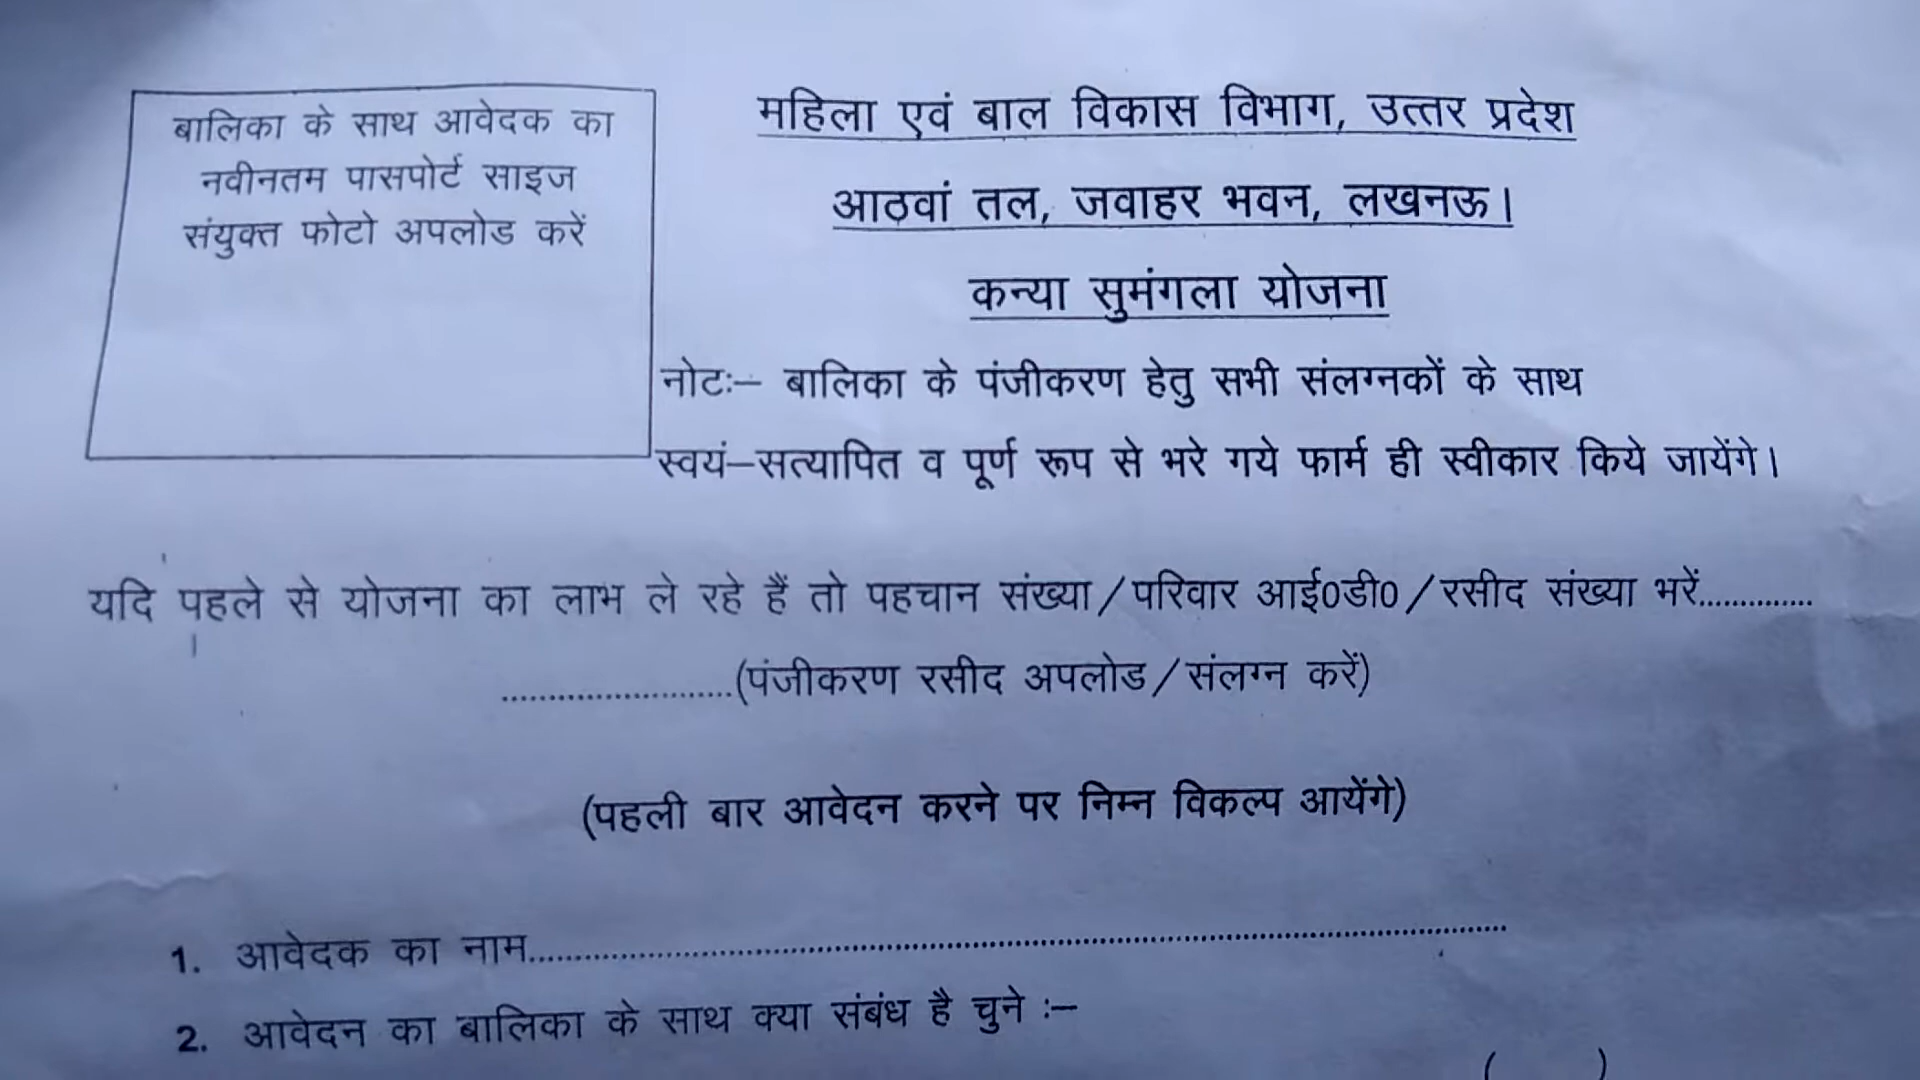 बालिका के साथ आवेदक का
नवीनतम पासपोर्ट साइज
संयुक्त फोटो अपलोड करें
महिला एवं बाल विकास विभाग, उत्तर प्रदेश
आठवां तल, जवाहर भवन, लखनऊ।
कन्या सुमंगला योजना
नोटः– बालिका के पंजीकरण हेतु सभी संलग्नकों के साथ
स्वयं–सत्यापित व पूर्ण रूप से भरे गये फार्म ही स्वीकार किये जायेंगे।
यदि पहले से योजना का लाभ ले रहे हैं तो पहचान संख्या/परिवार आई0डी0/रसीद संख्या भरें..............
........................(पंजीकरण रसीद अपलोड/संलग्न करें)
(पहली बार आवेदन करने पर निम्न विकल्प आयेंगे)
1. आवेदक का नाम....................................................................................................
2. आवेदन का बालिका के साथ क्या संबंध है चुने :–
( )